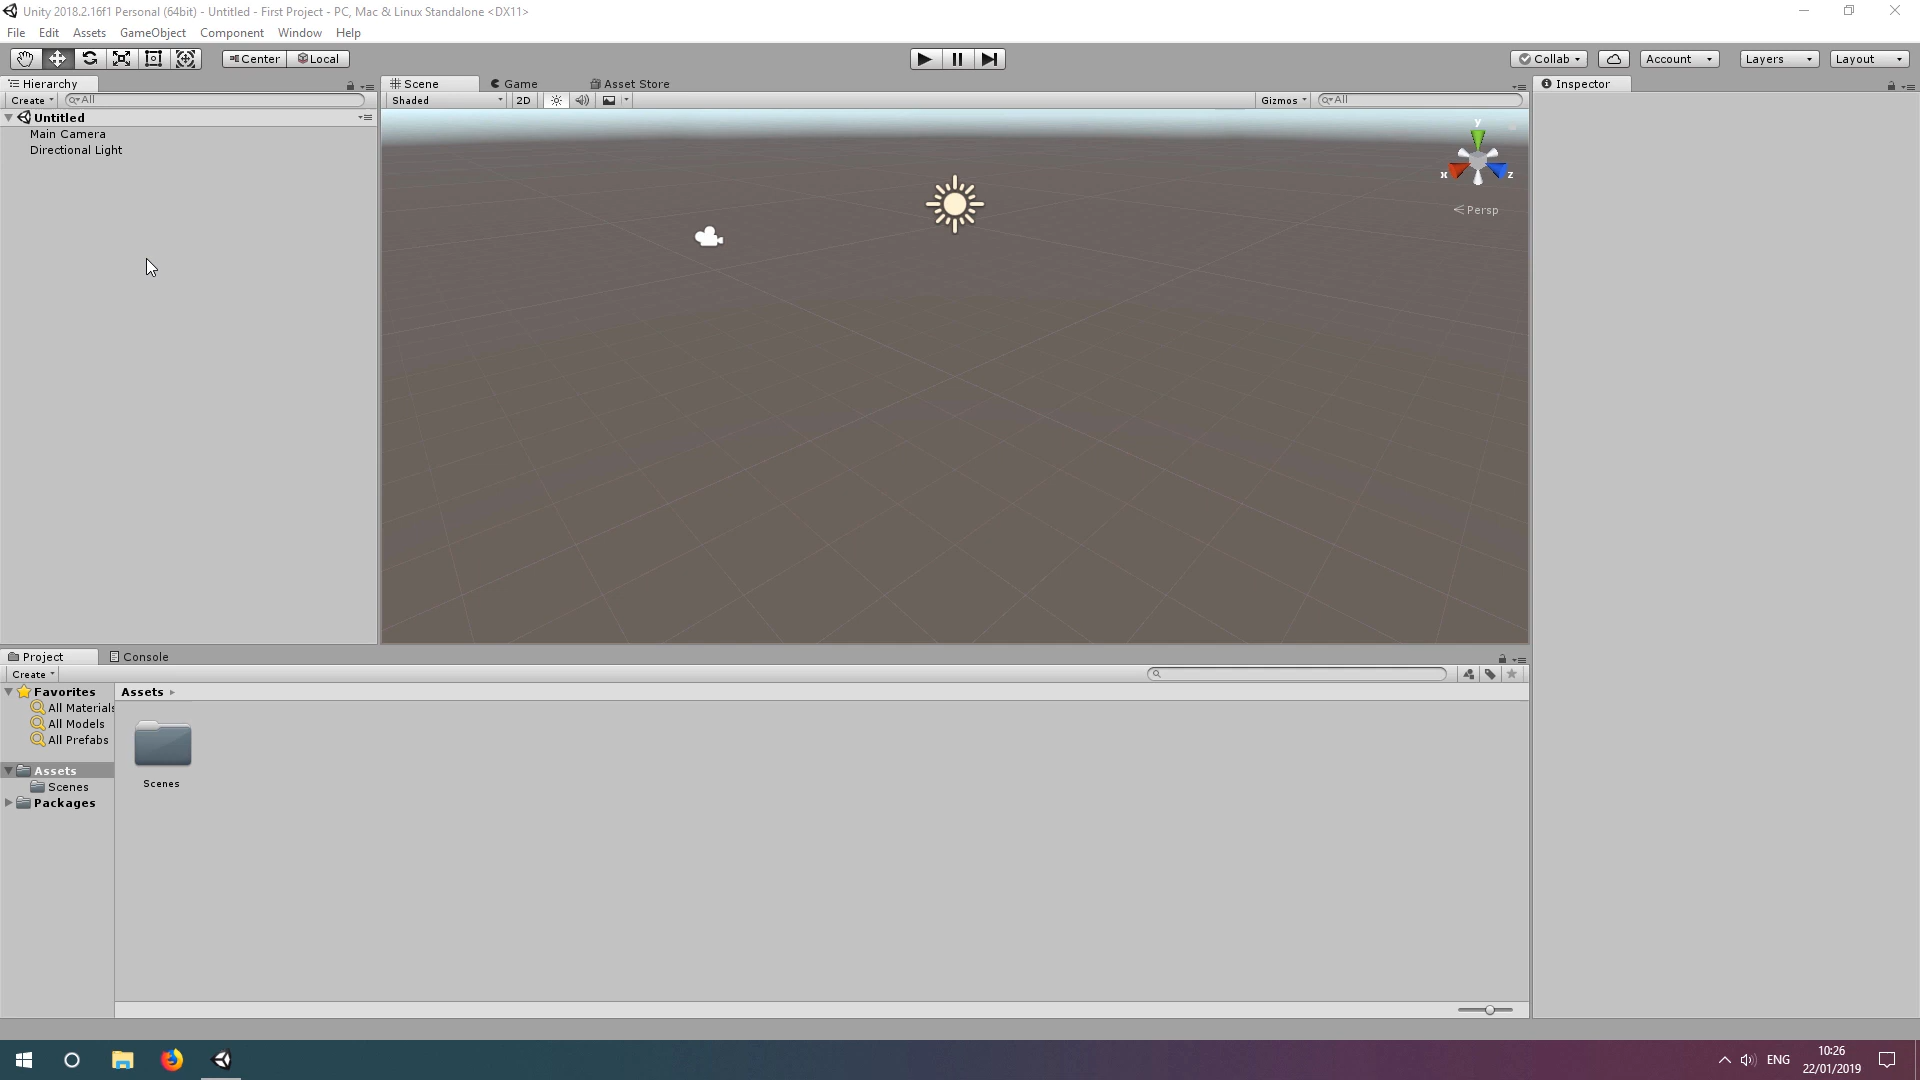 Unity 2018.2.16f1 Personal (64bit) - Untitled - First Project - PC, Mac & Linux Standalone <DX11>
File Edit Assets GameObject Component Window Help
Center Local Collab Account Layers Layout
Hierarchy
Create All
Untitled
Main Camera
Directional Light
Scene Game Asset Store
Shaded 2D Gizmos All
y
x z
Persp
Inspector
Project Console
Create
Favorites
All Materials
All Models
All Prefabs
Assets
Scenes
Packages
Assets
Scenes
ENG
10:26
22/01/2019